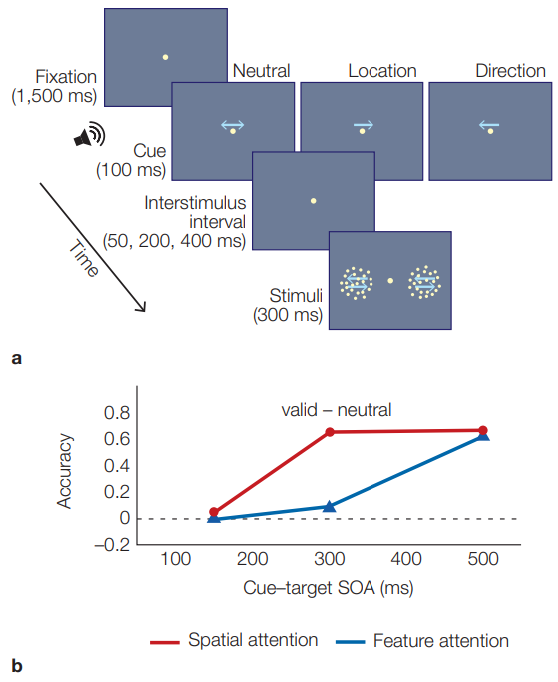 Fixation
(1,500 ms)
Neutral
Location
Direction
Cue
(100 ms)
Interstimulus
interval
(50, 200, 400 ms)
Time
Stimuli
(300 ms)
a
valid – neutral
Accuracy
0.8
0.6
0.4
0.2
0
–0.2
100 200 300 400 500
Cue–target SOA (ms)
Spatial attention Feature attention
b